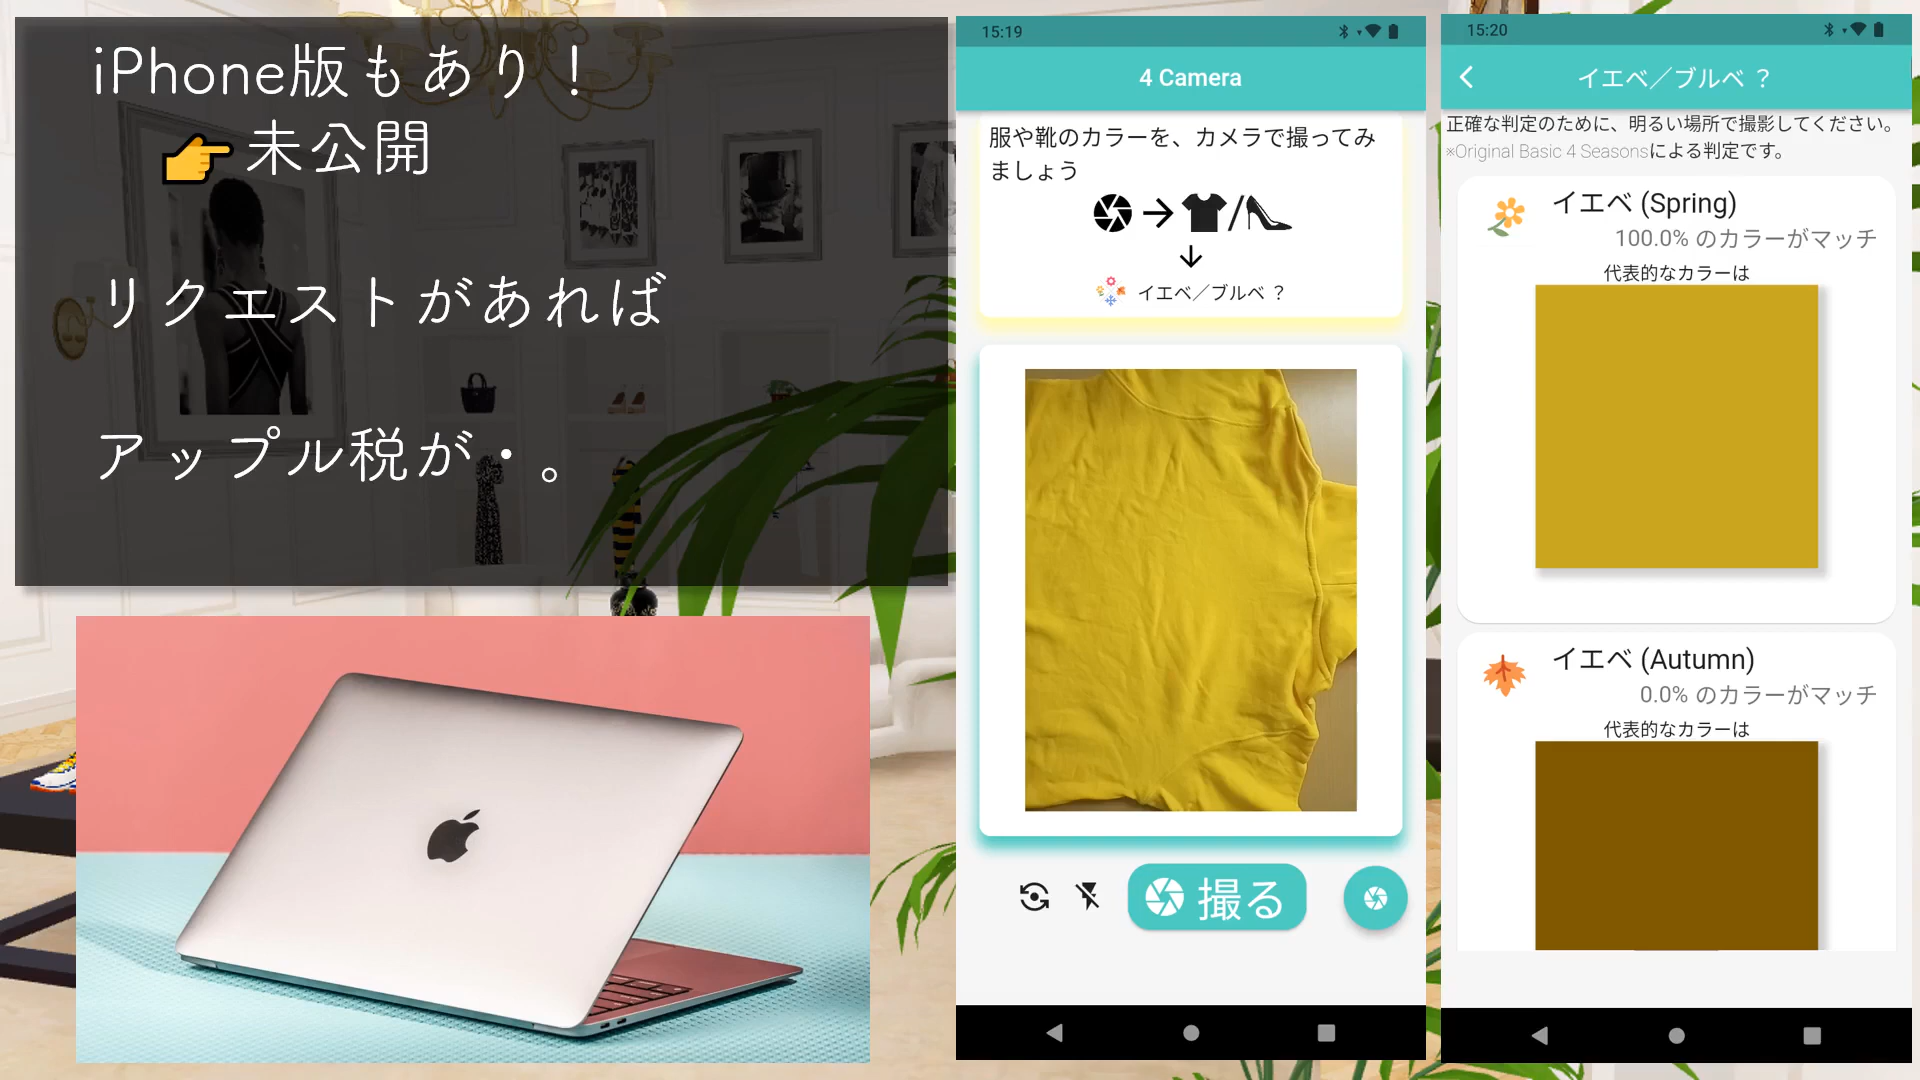 iPhone版もあり！
👉未公開
リクエストがあれば
アップル税が・。
15:19
4 Camera
服や靴のカラーを、カメラで撮ってみ
ましょう
イエベ／ブルベ ？
撮る
15:20
イエベ／ブルベ ？
正確な判定のために、明るい場所で撮影してください。
※Original Basic 4 Seasonsによる判定です。
イエベ (Spring)
100.0% のカラーがマッチ
代表的なカラーは
イエベ (Autumn)
0.0% のカラーがマッチ
代表的なカラーは